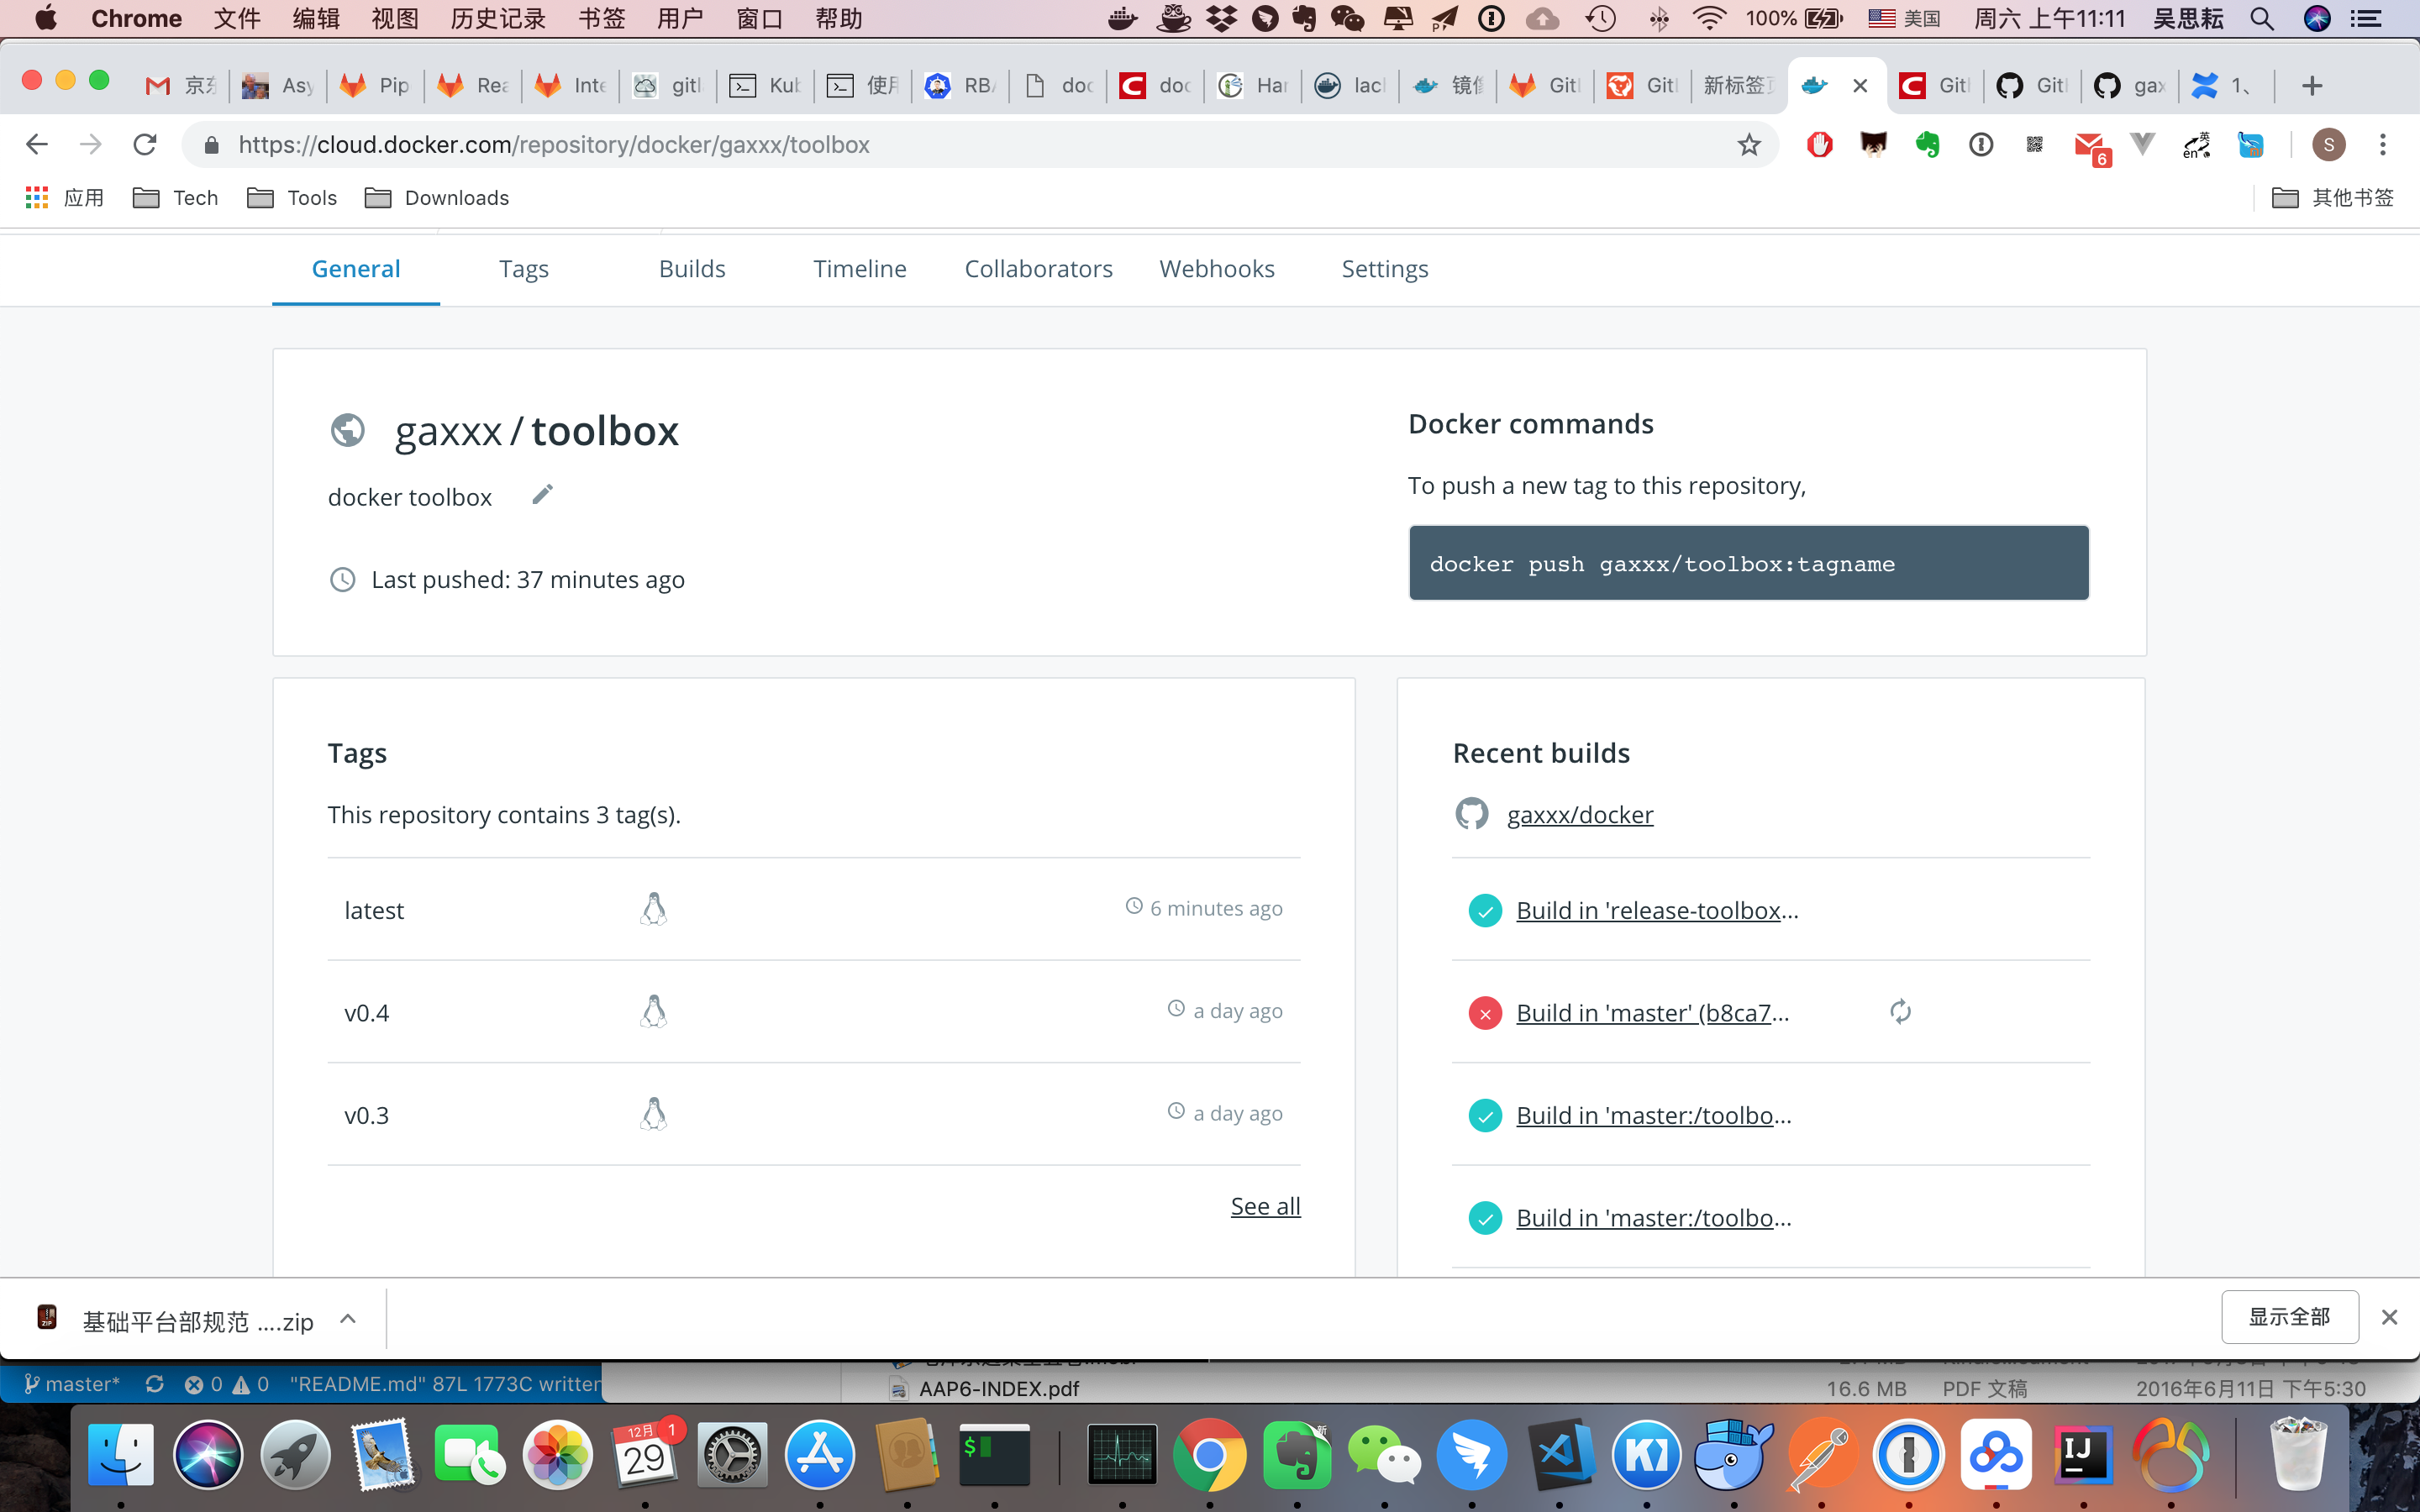 Chrome 文件 编辑 视图 历史记录 书签 用户 窗口 帮助 100% 美国 周六 上午11:11 吴思耘
京东 Asy Pip Rea Inte gitl Kub 使用 RBA doc doc Har lacl 镜像 Gitl Gitl 新标签页 Gitl Gitl gax 1、
https://cloud.docker.com/repository/docker/gaxxx/toolbox
6 en 英 S
应用 Tech Tools Downloads 其他书签
General Tags Builds Timeline Collaborators Webhooks Settings
gaxxx / toolbox
docker toolbox
Last pushed: 37 minutes ago
Docker commands
To push a new tag to this repository,
docker push gaxxx/toolbox:tagname
Tags
This repository contains 3 tag(s).
latest 6 minutes ago
v0.4 a day ago
v0.3 a day ago
See all
Recent builds
gaxxx/docker
Build in 'release-toolbox...
Build in 'master' (b8ca7...
Build in 'master:/toolbo...
Build in 'master:/toolbo...
基础平台部规范 ....zip 显示全部
master* 0 0 "README.md" 87L 1773C written
AAP6-INDEX.pdf 16.6 MB PDF 文稿 2016年6月11日 下午5:30
12月 29 1
$
新
IJ